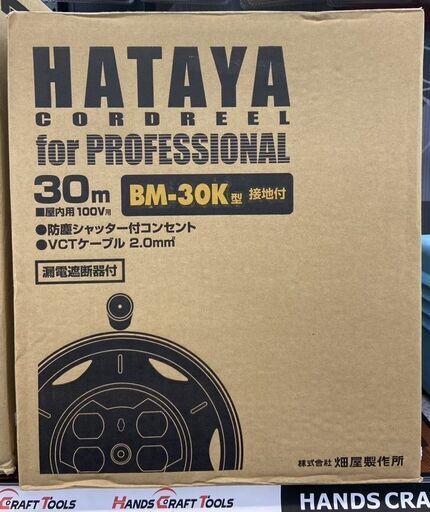 HATAYA
CORDREEL
for PROFESSIONAL
30m
BM-30K型 接地付
■屋内用100V用
●防塵シャッター付コンセント
●VCTケーブル 2.0mm²
漏電遮断器付
株式会社 畑屋製作所
CRAFT TOOLS
HANDS CRAFT TOOLS
HANDS CRA